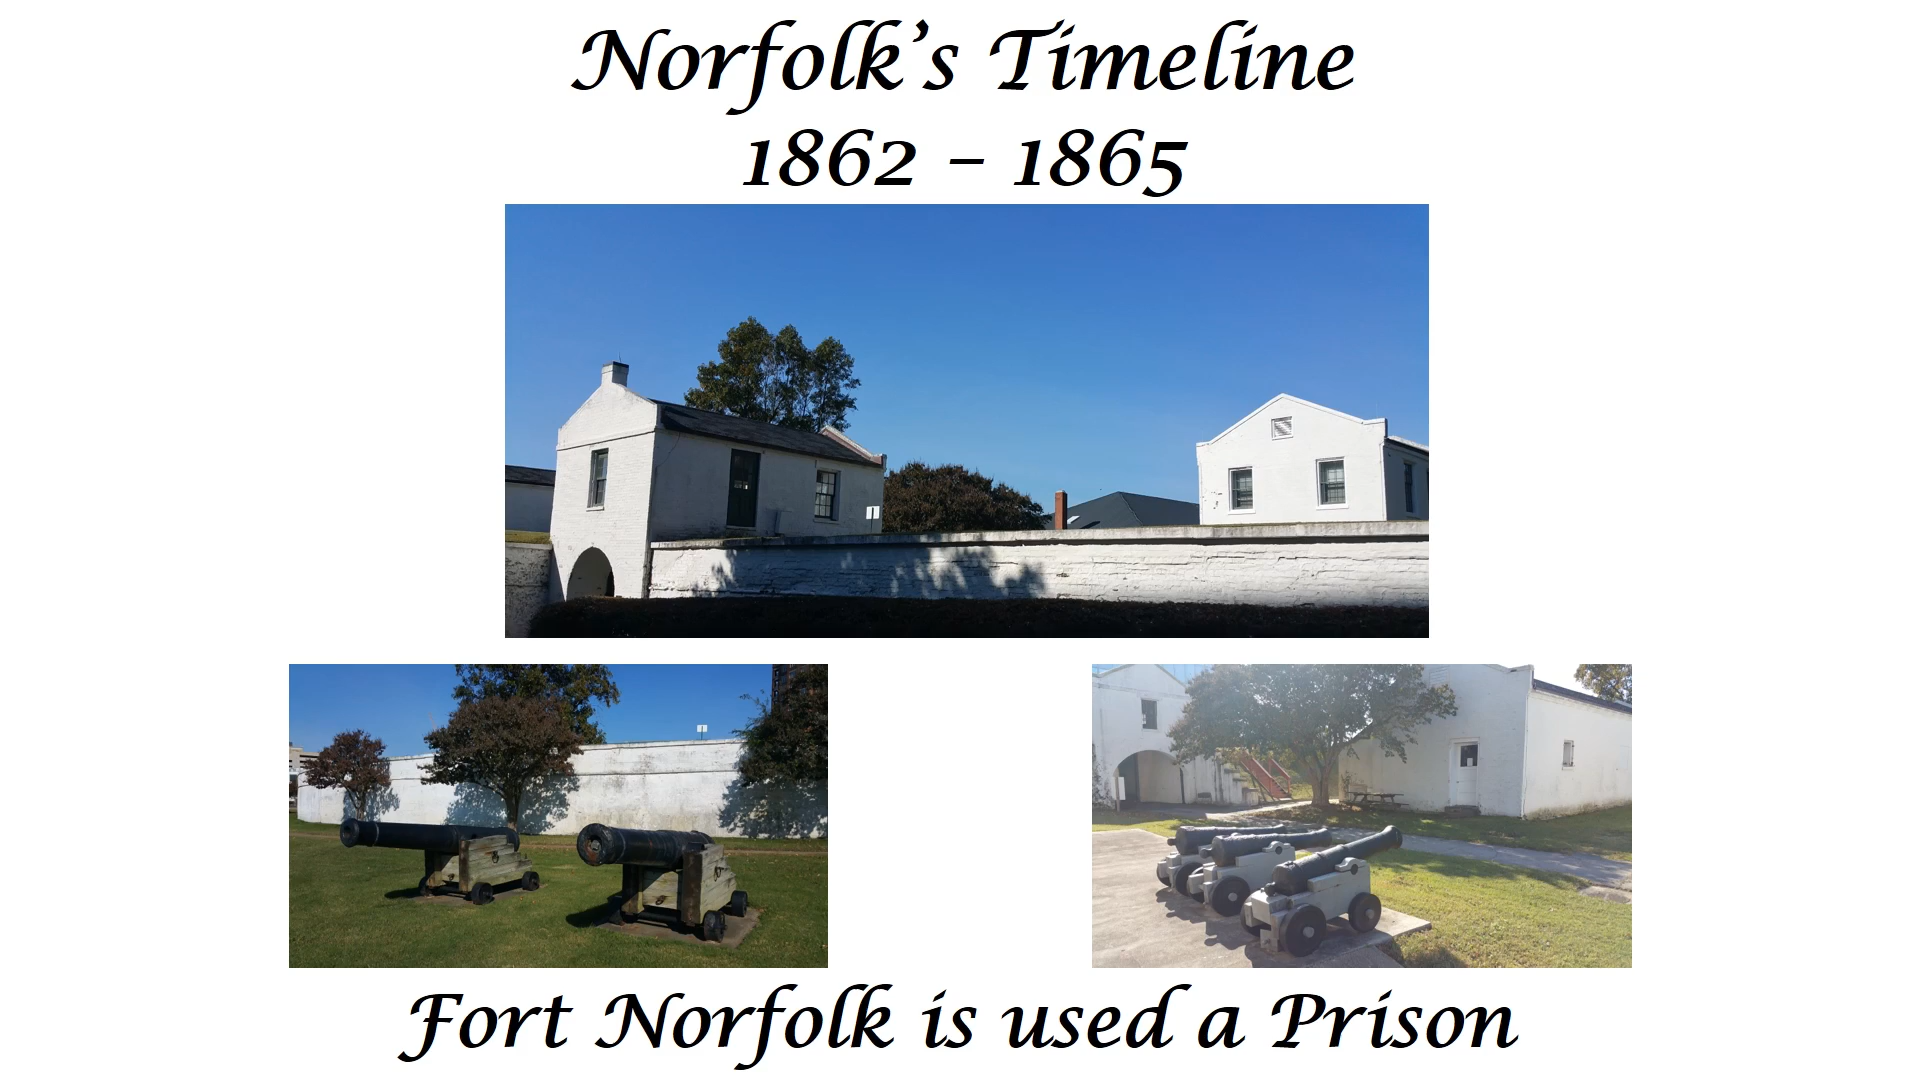 Norfolk’s Timeline
1862 – 1865
Fort Norfolk is used a Prison